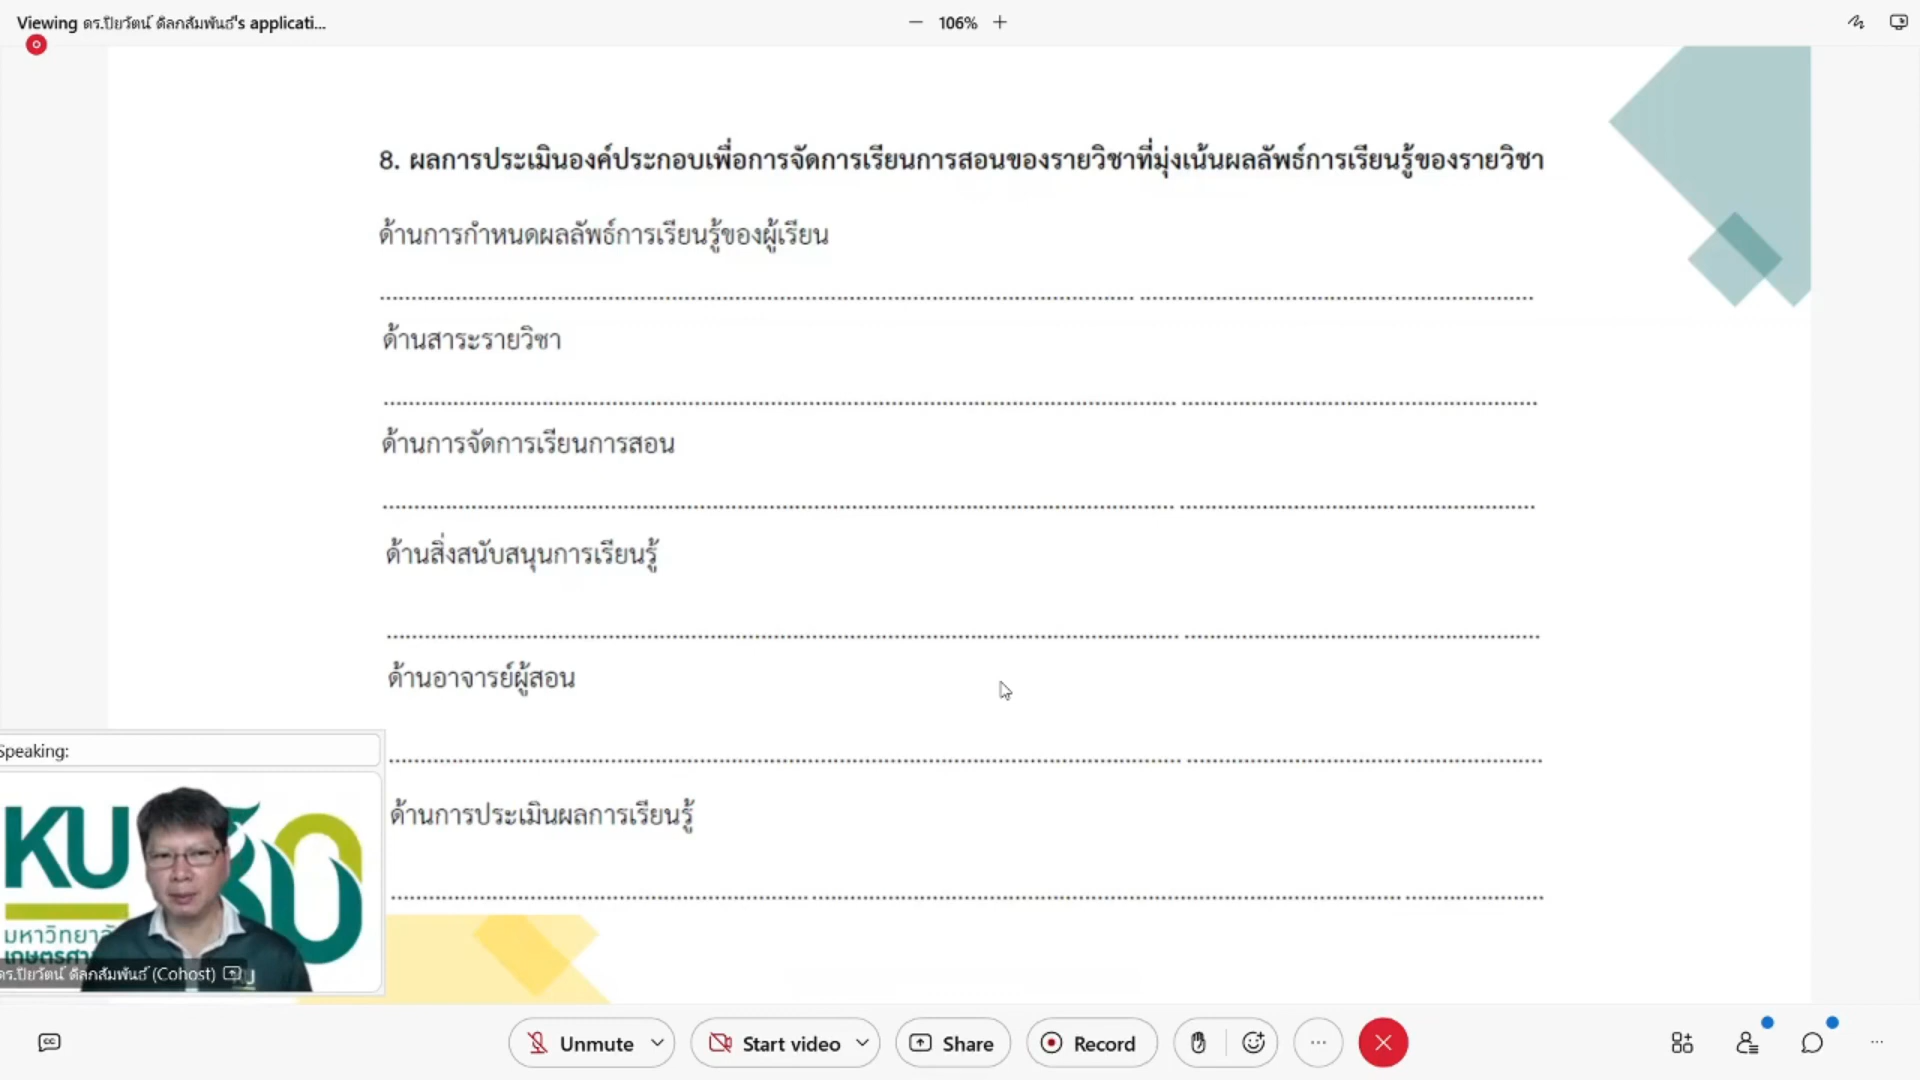 Viewing ดร.ปิยวัตน์ ดิลกสัมพันธ์'s applicati...
106%
8. ผลการประเมินองค์ประกอบเพื่อการจัดการเรียนการสอนของรายวิชาที่มุ่งเน้นผลลัพธ์การเรียนรู้ของรายวิชา
ด้านการกำหนดผลลัพธ์การเรียนรู้ของผู้เรียน
ด้านสาระรายวิชา
ด้านการจัดการเรียนการสอน
ด้านสิ่งสนับสนุนการเรียนรู้
ด้านอาจารย์ผู้สอน
ด้านการประเมินผลการเรียนรู้
Speaking:
KU 80
มหาวิทยาลั
เกษตรศา
ดร.ปิยวัตน์ ดิลกสัมพันธ์ (Cohost)
CC
Unmute
Start video
Share
Record